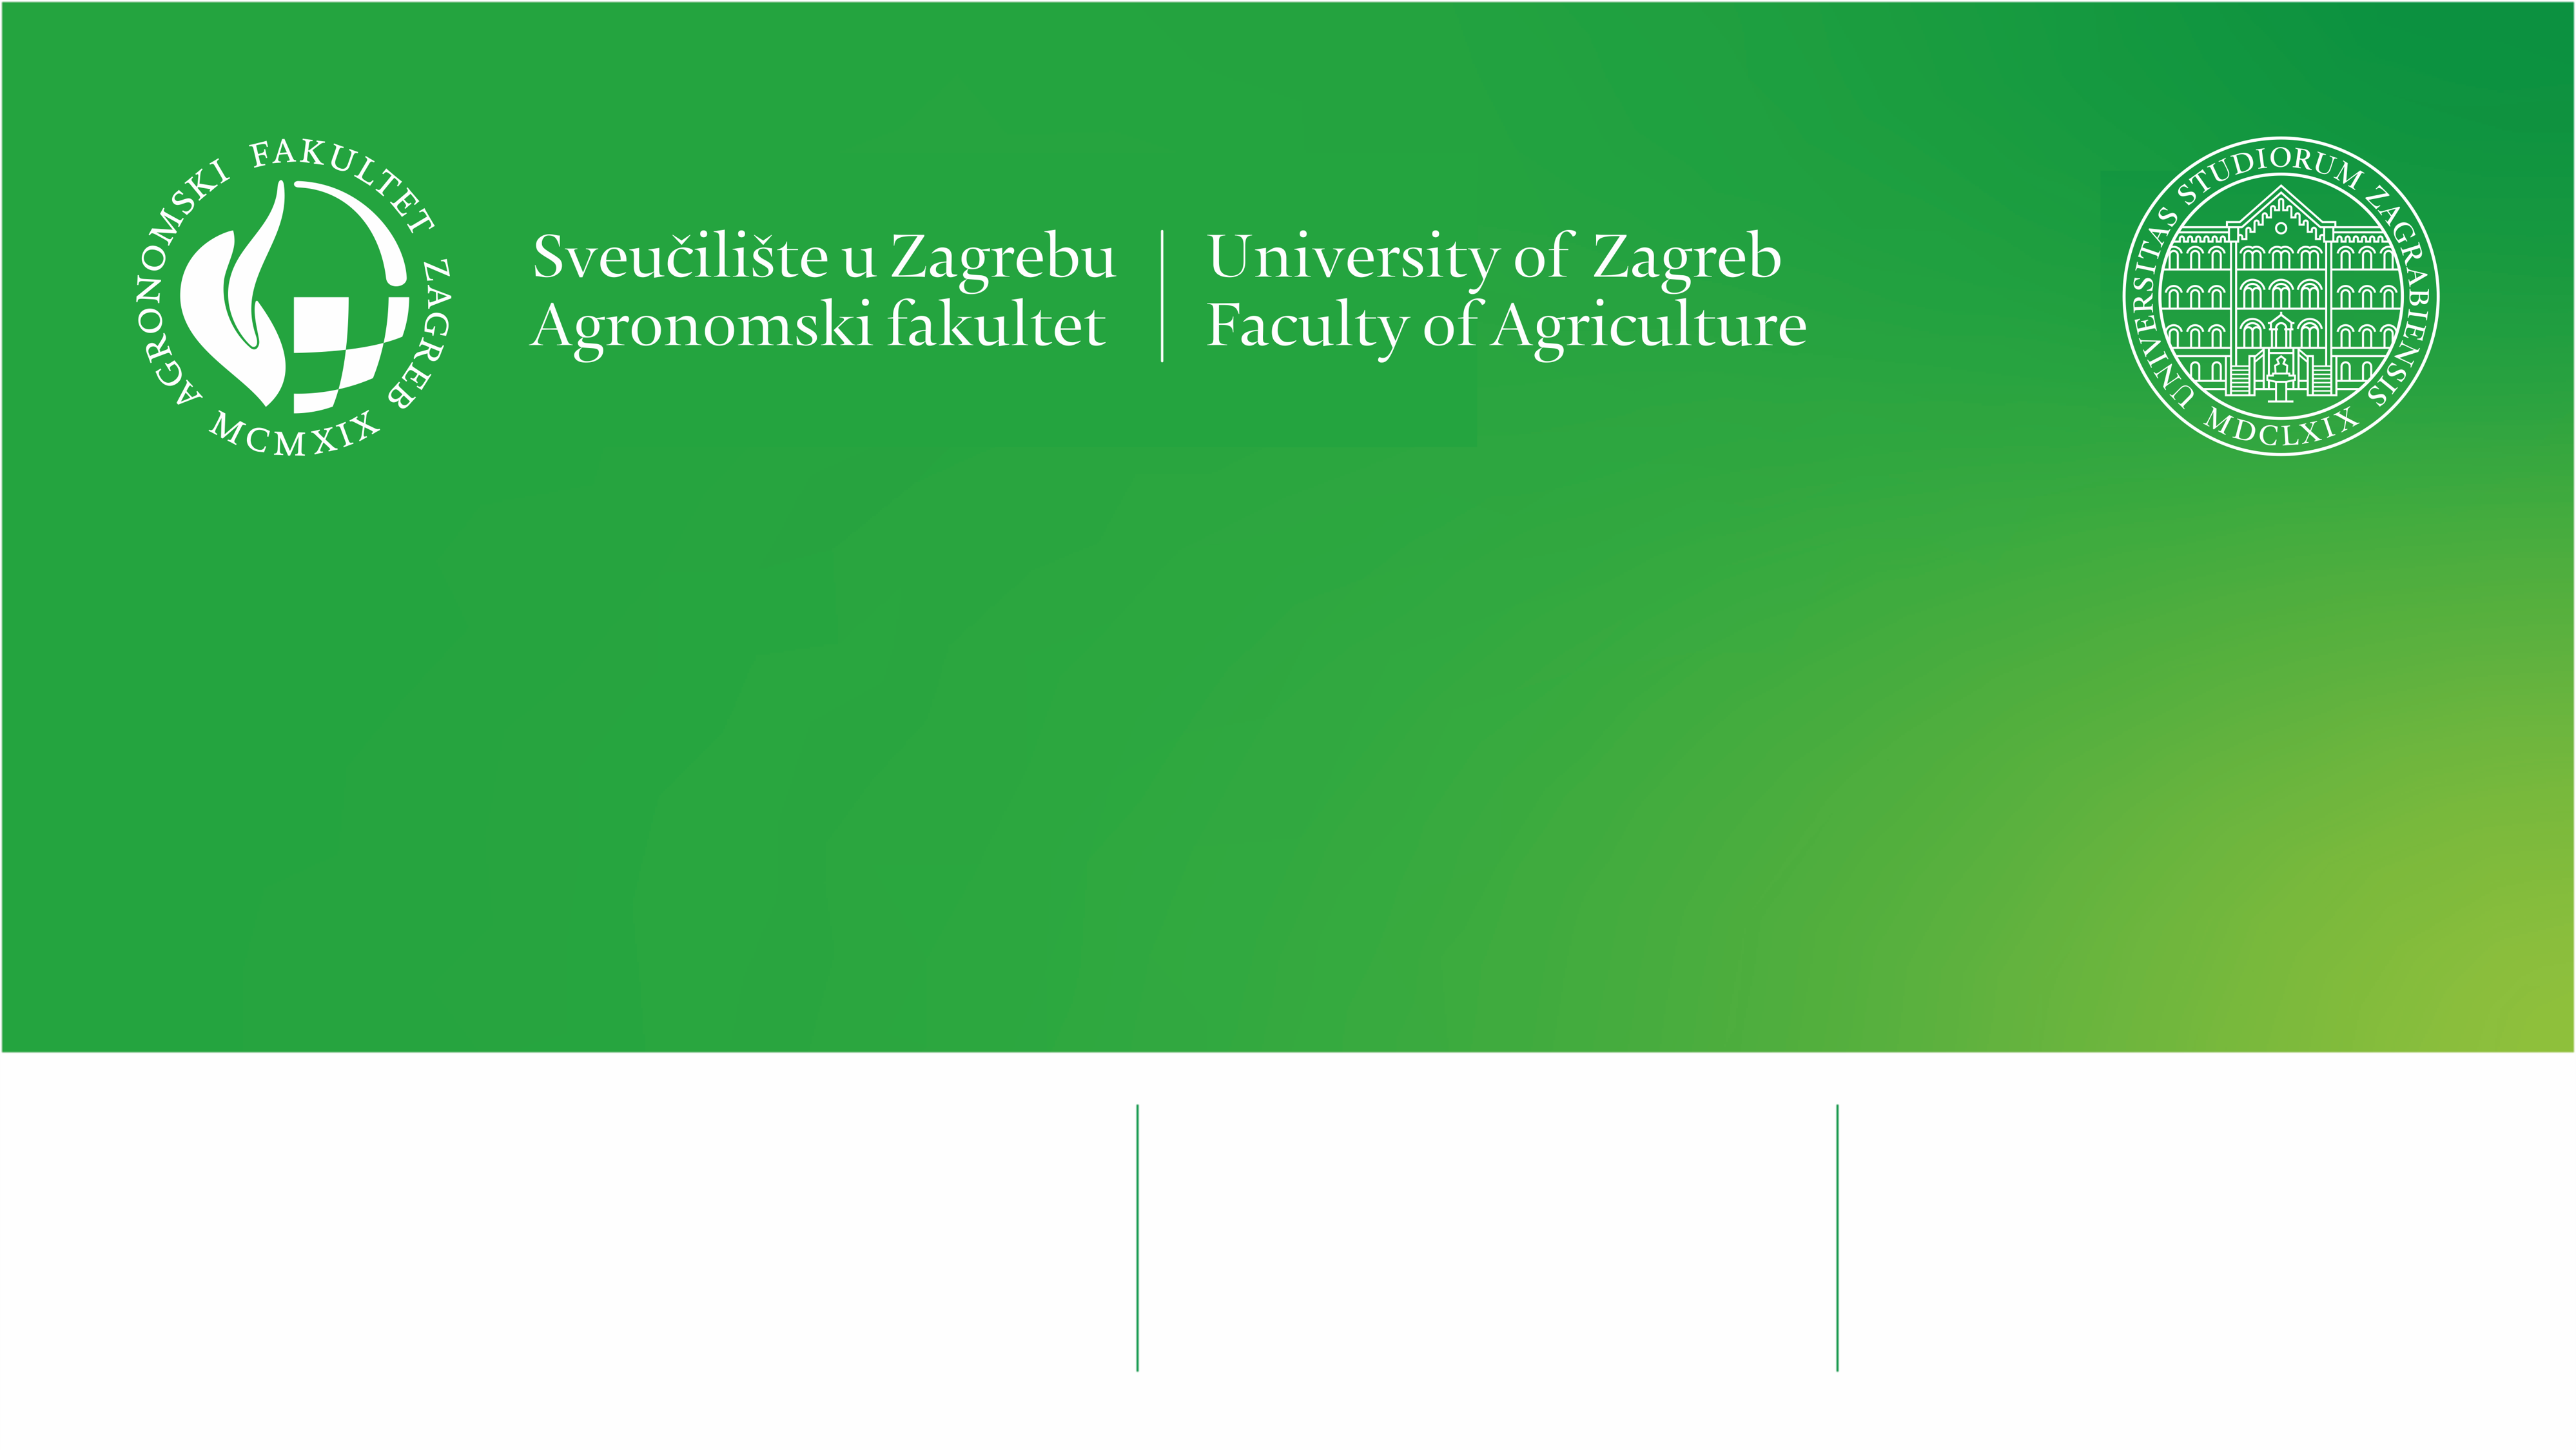 AGRONOMSKI FAKULTET ZAGREB
MCMXIX
Sveučilište u Zagrebu
Agronomski fakultet
University of Zagreb
Faculty of Agriculture
UNIVERSITAS STUDIORUM ZAGRABIENSIS
MDCLXIX